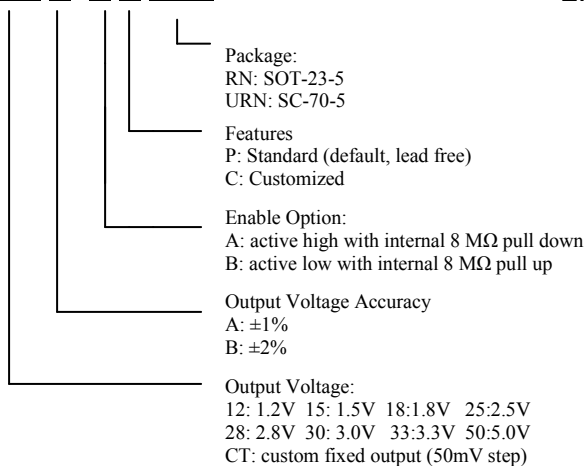 Package:
RN: SOT-23-5
URN: SC-70-5
Features
P: Standard (default, lead free)
C: Customized
Enable Option:
A: active high with internal 8 MΩ pull down
B: active low with internal 8 MΩ pull up
Output Voltage Accuracy
A: ±1%
B: ±2%
Output Voltage:
12: 1.2V 15: 1.5V 18:1.8V 25:2.5V
28: 2.8V 30: 3.0V 33:3.3V 50:5.0V
CT: custom fixed output (50mV step)